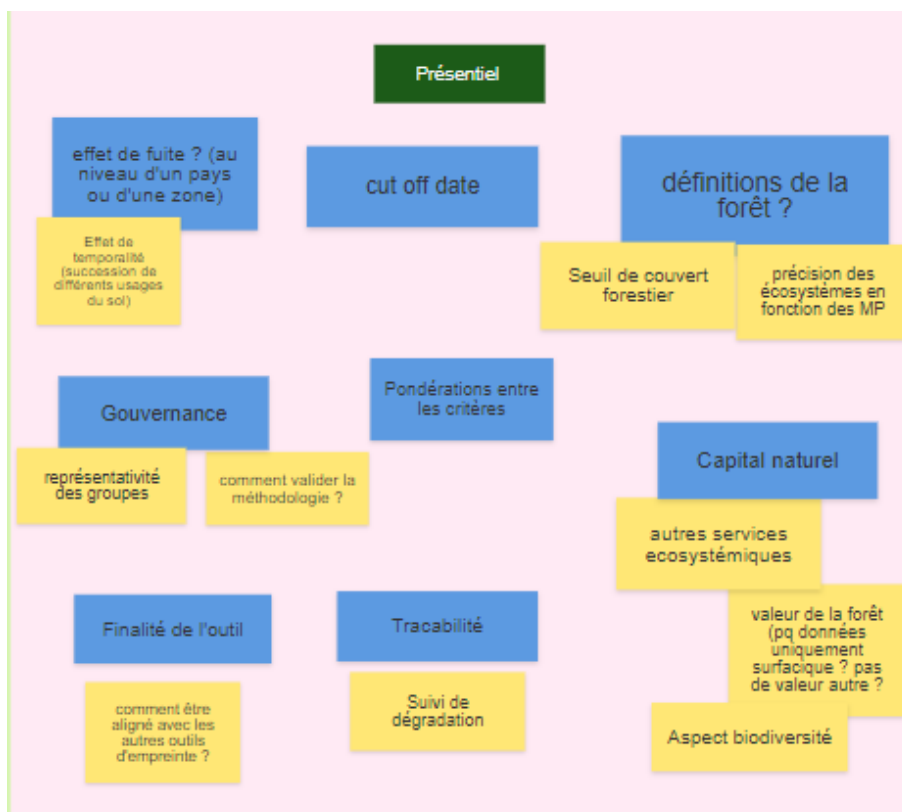 Présentiel
effet de fuite ? (au
niveau d'un pays
ou d'une zone)
Effet de
temporalité
(succession de
différents usages
du sol)
cut off date
définitions de la
forêt ?
Seuil de couvert
forestier
précision des
écosystèmes en
fonction des MP
Gouvernance
représentativité
des groupes
comment valider la
méthodologie ?
Pondérations entre
les critères
Capital naturel
autres services
ecosystémiques
valeur de la forêt
(pq données
uniquement
surfacique ? pas
de valeur autre ?
Aspect biodiversité
Finalité de l'outil
comment être
aligné avec les
autres outils
d'empreinte ?
Tracabilité
Suivi de
dégradation